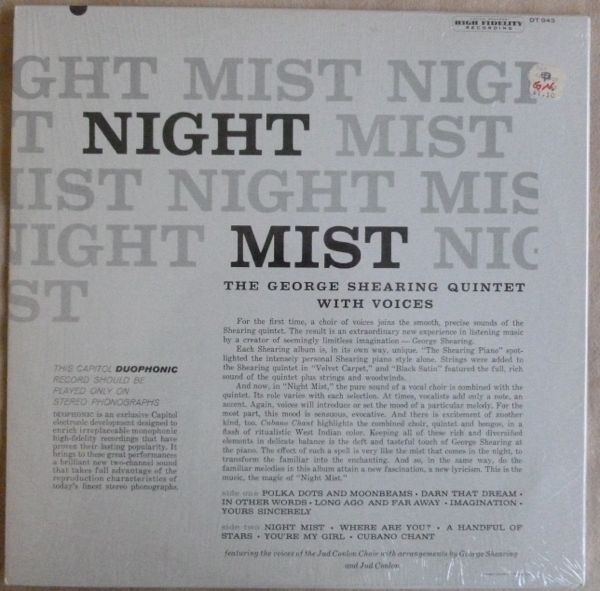 HIGH FIDELITY
RECORDING
DT 943
GHT MIST NIGH
T NIGHT MIST
IIST NIGHT MIS
NIGHT MIST NIG
ST
THE GEORGE SHEARING QUINTET
WITH VOICES
For the first time, a choir of voices joins the smooth, precise sounds of the
Shearing quintet. The result is an extraordinary new experience in listening music
by a creator of seemingly limitless imagination — George Shearing.
Each Shearing album is, in its own way, unique. "The Shearing Piano" spot-
lighted the intensely personal Shearing piano style alone. Strings were added to
the Shearing quintet in "Velvet Carpet," and "Black Satin" featured the full, rich
sound of the quintet plus strings and woodwinds.
And now, in "Night Mist," the pure sound of a vocal choir is combined with the
quintet. Its role varies with each selection. At times, vocalists add only a note, an
accent. Again, voices will introduce or set the mood of a particular melody. For the
most part, this mood is sensuous, evocative. And there is excitement of another
kind, too. Cubano Chant highlights the combined choir, quintet and bongos, in a
flash of ritualistic West Indian color. Keeping all of these rich and diversified
elements in delicate balance is the deft and tasteful touch of George Shearing at
the piano. The effect of such a spell is very like the mist that comes in the night, to
transform the familiar into the enchanting. And so, in the same way, do the
familiar melodies in this album attain a new fascination, a new lyricism. This is the
music, the magic of "Night Mist."
THIS CAPITOL DUOPHONIC
RECORD SHOULD BE
PLAYED ONLY ON
STEREO PHONOGRAPHS
DUOPHONIC is an exclusive Capitol
electronic development designed to
enrich irreplaceable monophonic
high-fidelity recordings that have
proven their lasting popularity. It
brings to these great performances
a brilliant new two-channel sound
that takes full advantage of the
reproduction characteristics of
today's finest stereo phonographs.
side one POLKA DOTS AND MOONBEAMS • DARN THAT DREAM •
IN OTHER WORDS • LONG AGO AND FAR AWAY • IMAGINATION •
YOURS SINCERELY
side two NIGHT MIST • WHERE ARE YOU? • A HANDFUL OF
STARS • YOU'RE MY GIRL • CUBANO CHANT
featuring the voices of the Jud Conlon Choir with arrangements by George Shearing
and Jud Conlon